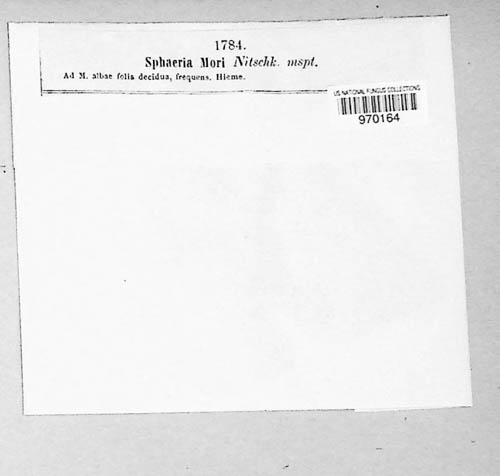 1784.
Sphaeria Mori Nitschk. mspt.
Ad M. albae folia decidua, frequens. Hieme.
US NATIONAL FUNGUS COLLECTIONS
970164